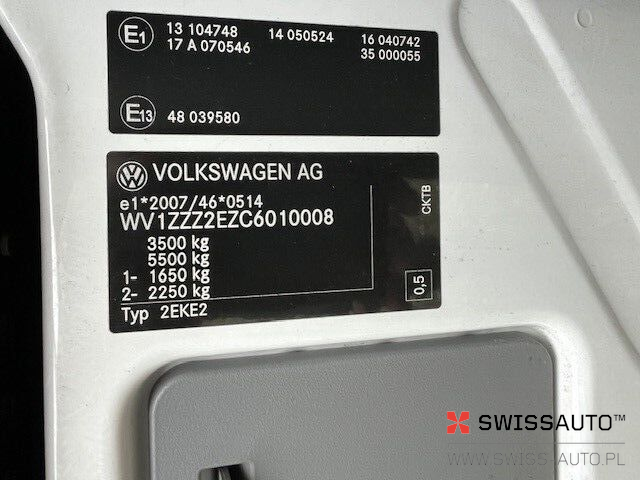 E1 13 104748 14 050524 16 040742
17 A 070546 35 000055
E13 48 039580
VOLKSWAGEN AG
e1*2007/46*0514
WV1ZZZ2EZC6010008
3500 kg
5500 kg
1- 1650 kg
2- 2250 kg
Typ 2EKE2
CKTB
0,5
SWISSAUTO™
WWW.SWISS-AUTO.PL